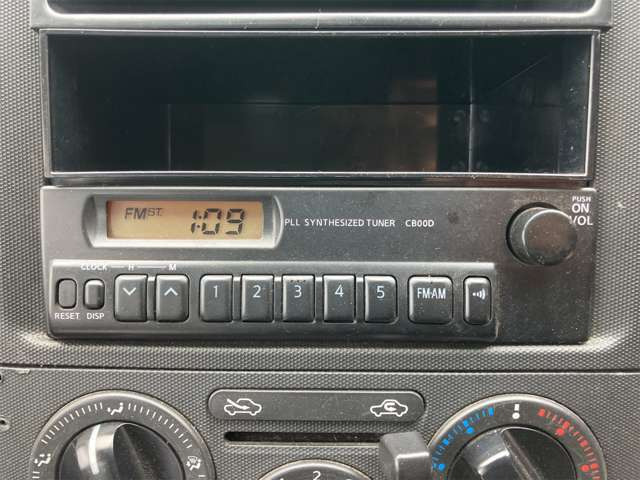 PUSH
ON
VOL
FM ST. 1:09
PLL SYNTHESIZED TUNER CB00D
CLOCK H M
1 2 3 4 5 FM·AM
RESET DISP
2